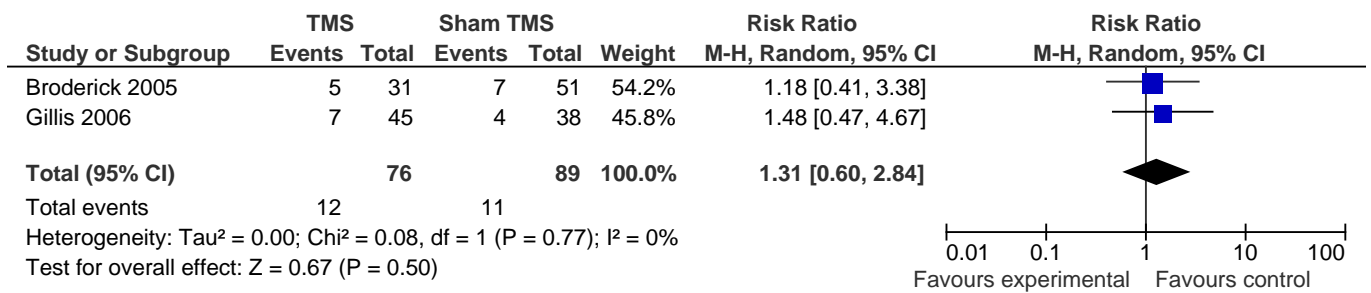 TMS Sham TMS Risk Ratio Risk Ratio
Study or Subgroup Events Total Events Total Weight M-H, Random, 95% CI M-H, Random, 95% CI
Broderick 2005 5 31 7 51 54.2% 1.18 [0.41, 3.38]
Gillis 2006 7 45 4 38 45.8% 1.48 [0.47, 4.67]
Total (95% CI) 76 89 100.0% 1.31 [0.60, 2.84]
Total events 12 11
Heterogeneity: Tau² = 0.00; Chi² = 0.08, df = 1 (P = 0.77); I² = 0%
Test for overall effect: Z = 0.67 (P = 0.50)
0.01 0.1 1 10 100
Favours experimental Favours control